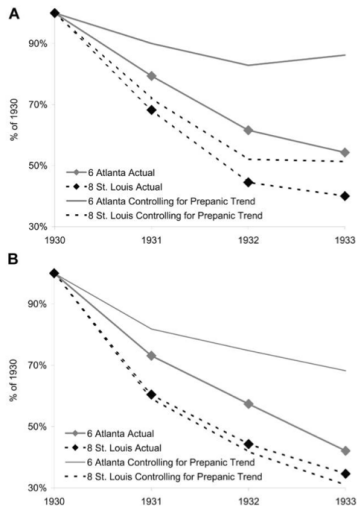 A
90%
70%
50%
30%
% of 1930
6 Atlanta Actual
8 St. Louis Actual
6 Atlanta Controlling for Prepanic Trend
8 St. Louis Controlling for Prepanic Trend
1930 1931 1932 1933
B
90%
70%
50%
30%
% of 1930
6 Atlanta Actual
8 St. Louis Actual
6 Atlanta Controlling for Prepanic Trend
8 St. Louis Controlling for Prepanic Trend
1930 1931 1932 1933